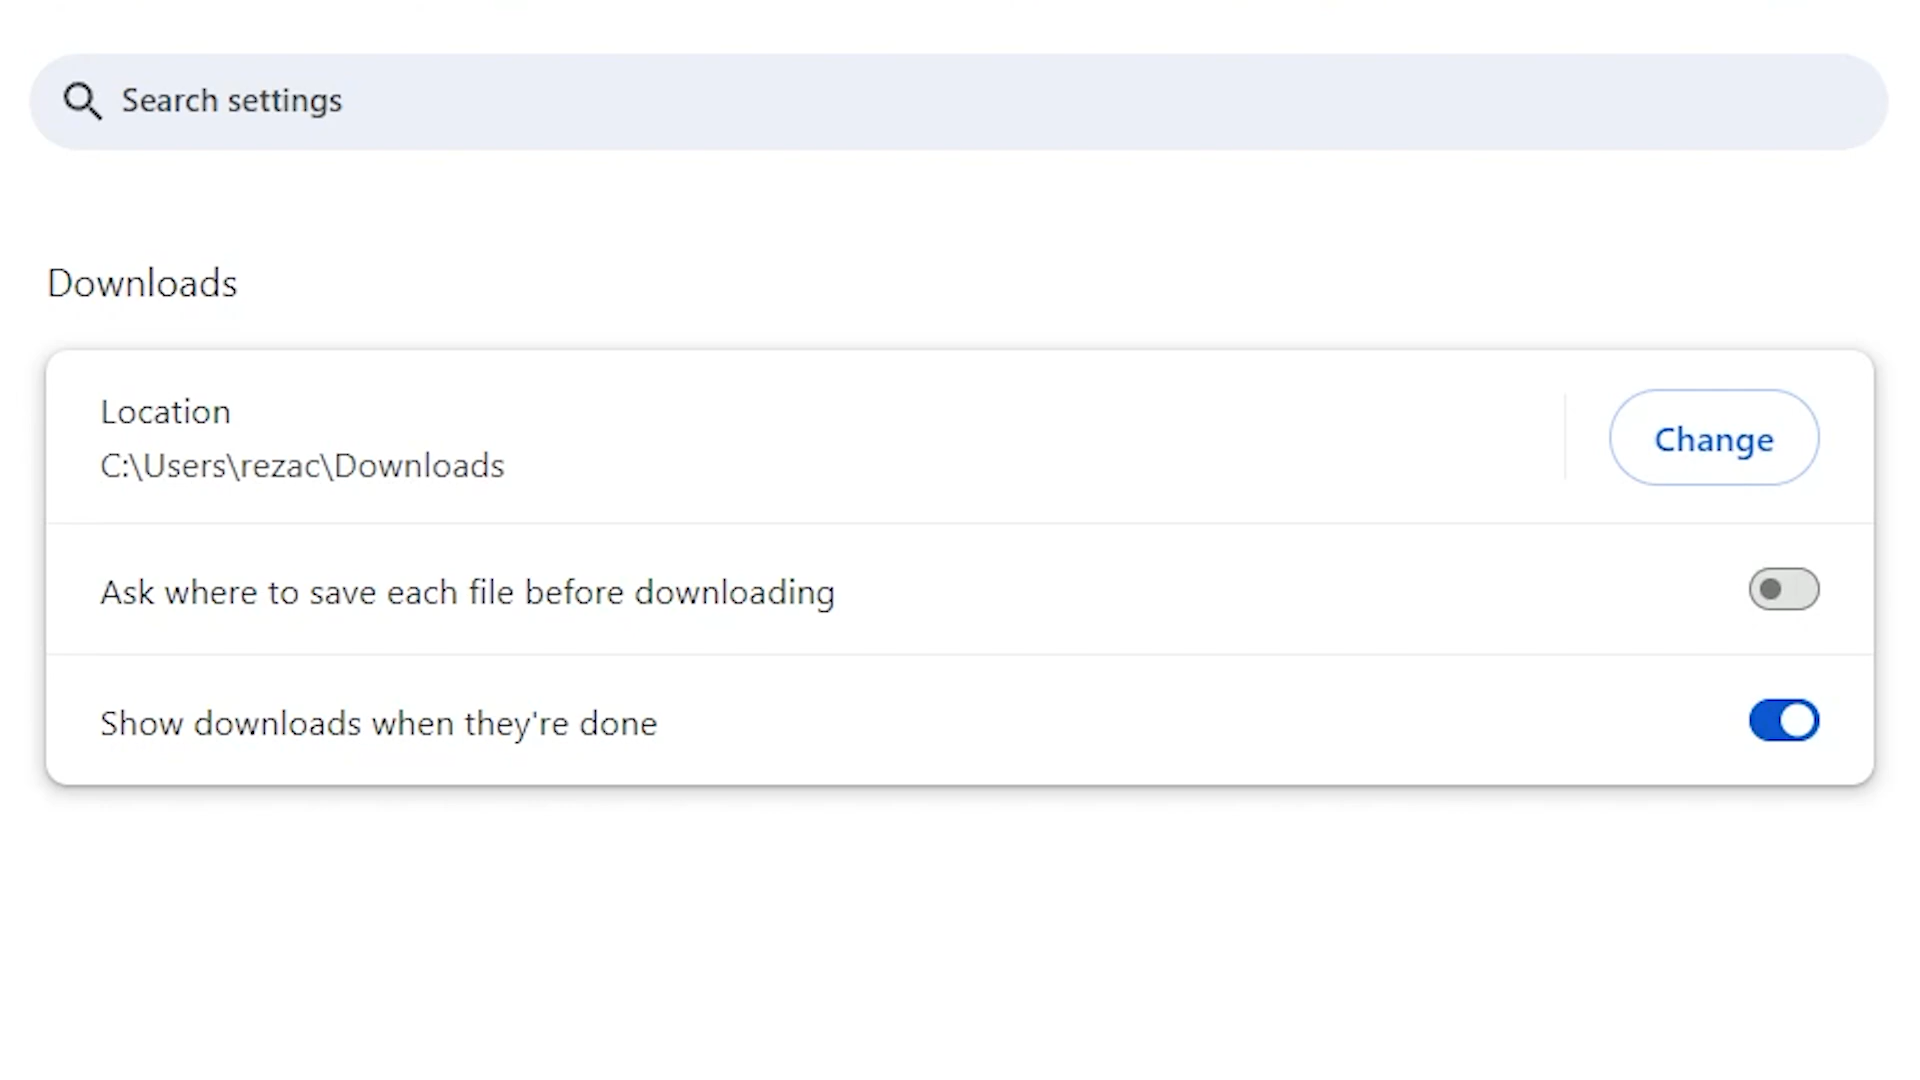 Search settings
Downloads
Location
C:\Users\rezac\Downloads
Change
Ask where to save each file before downloading
Show downloads when they're done